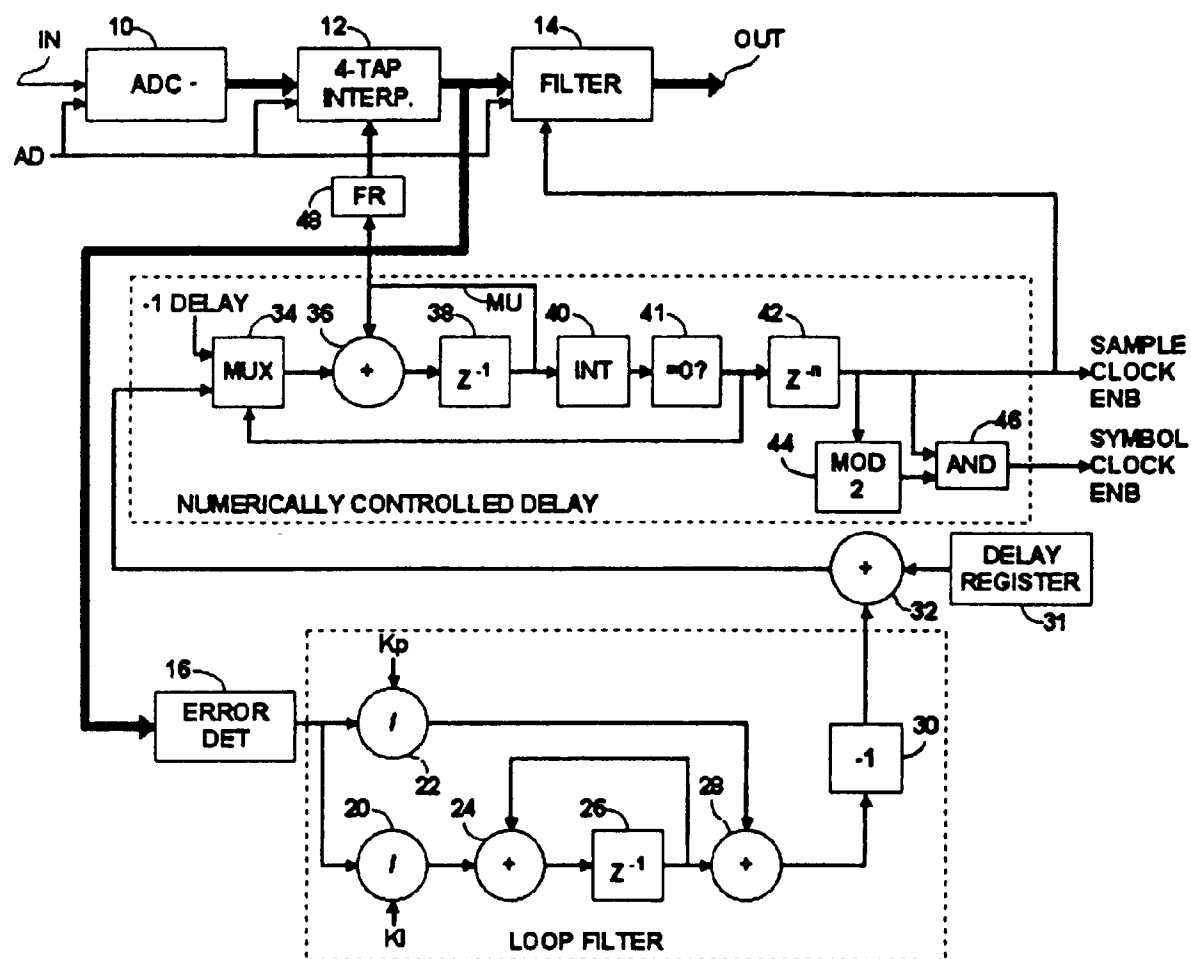 10
12
14
IN
OUT
ADC -
4-TAP
INTERP.
FILTER
AD
FR
48
-1 DELAY
MU
34
36
38
40
41
42
MUX
+
Z -1
INT
=0?
Z -n
SAMPLE
CLOCK
ENB
46
SYMBOL
CLOCK
ENB
44
MOD
2
AND
NUMERICALLY CONTROLLED DELAY
+
32
DELAY
REGISTER
31
Kp
16
ERROR
DET
/
22
30
-1
20
24
26
28
/
+
Z -1
+
KI
LOOP FILTER